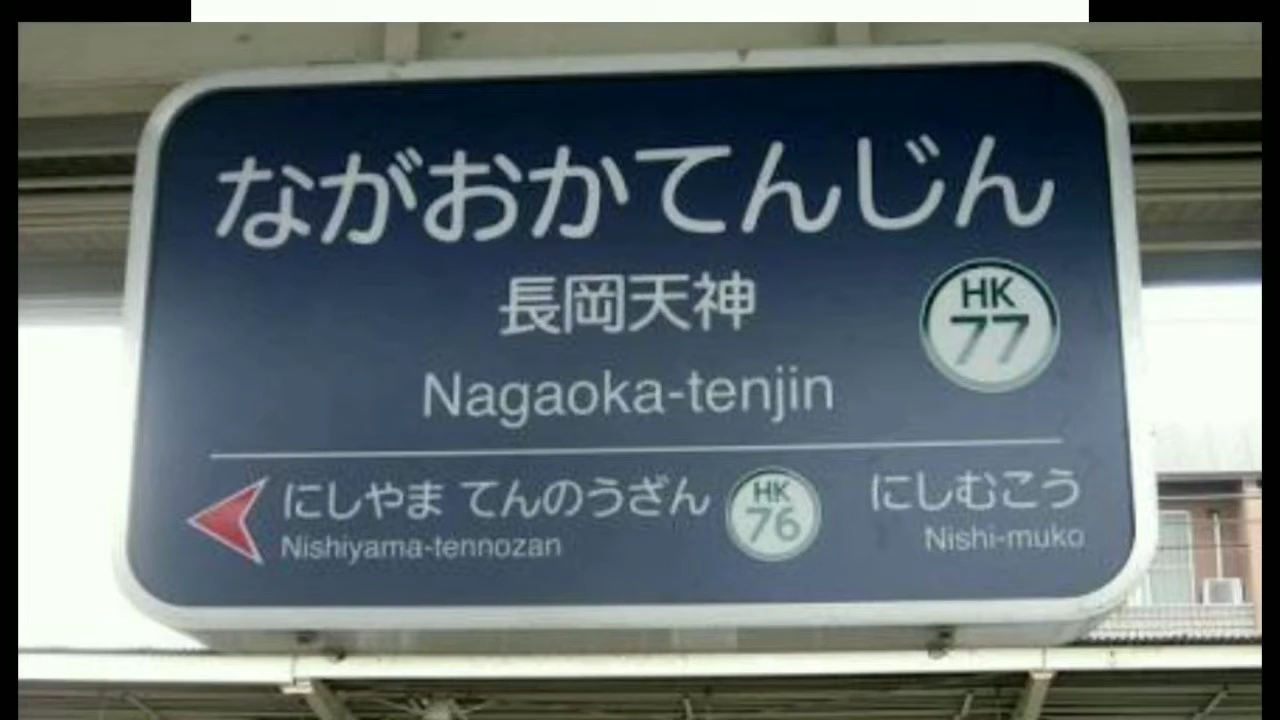 ながおかてんじん
長岡天神
HK
77
Nagaoka-tenjin
にしやま てんのうざん HK 76 にしむこう
Nishiyama-tennozan Nishi-muko